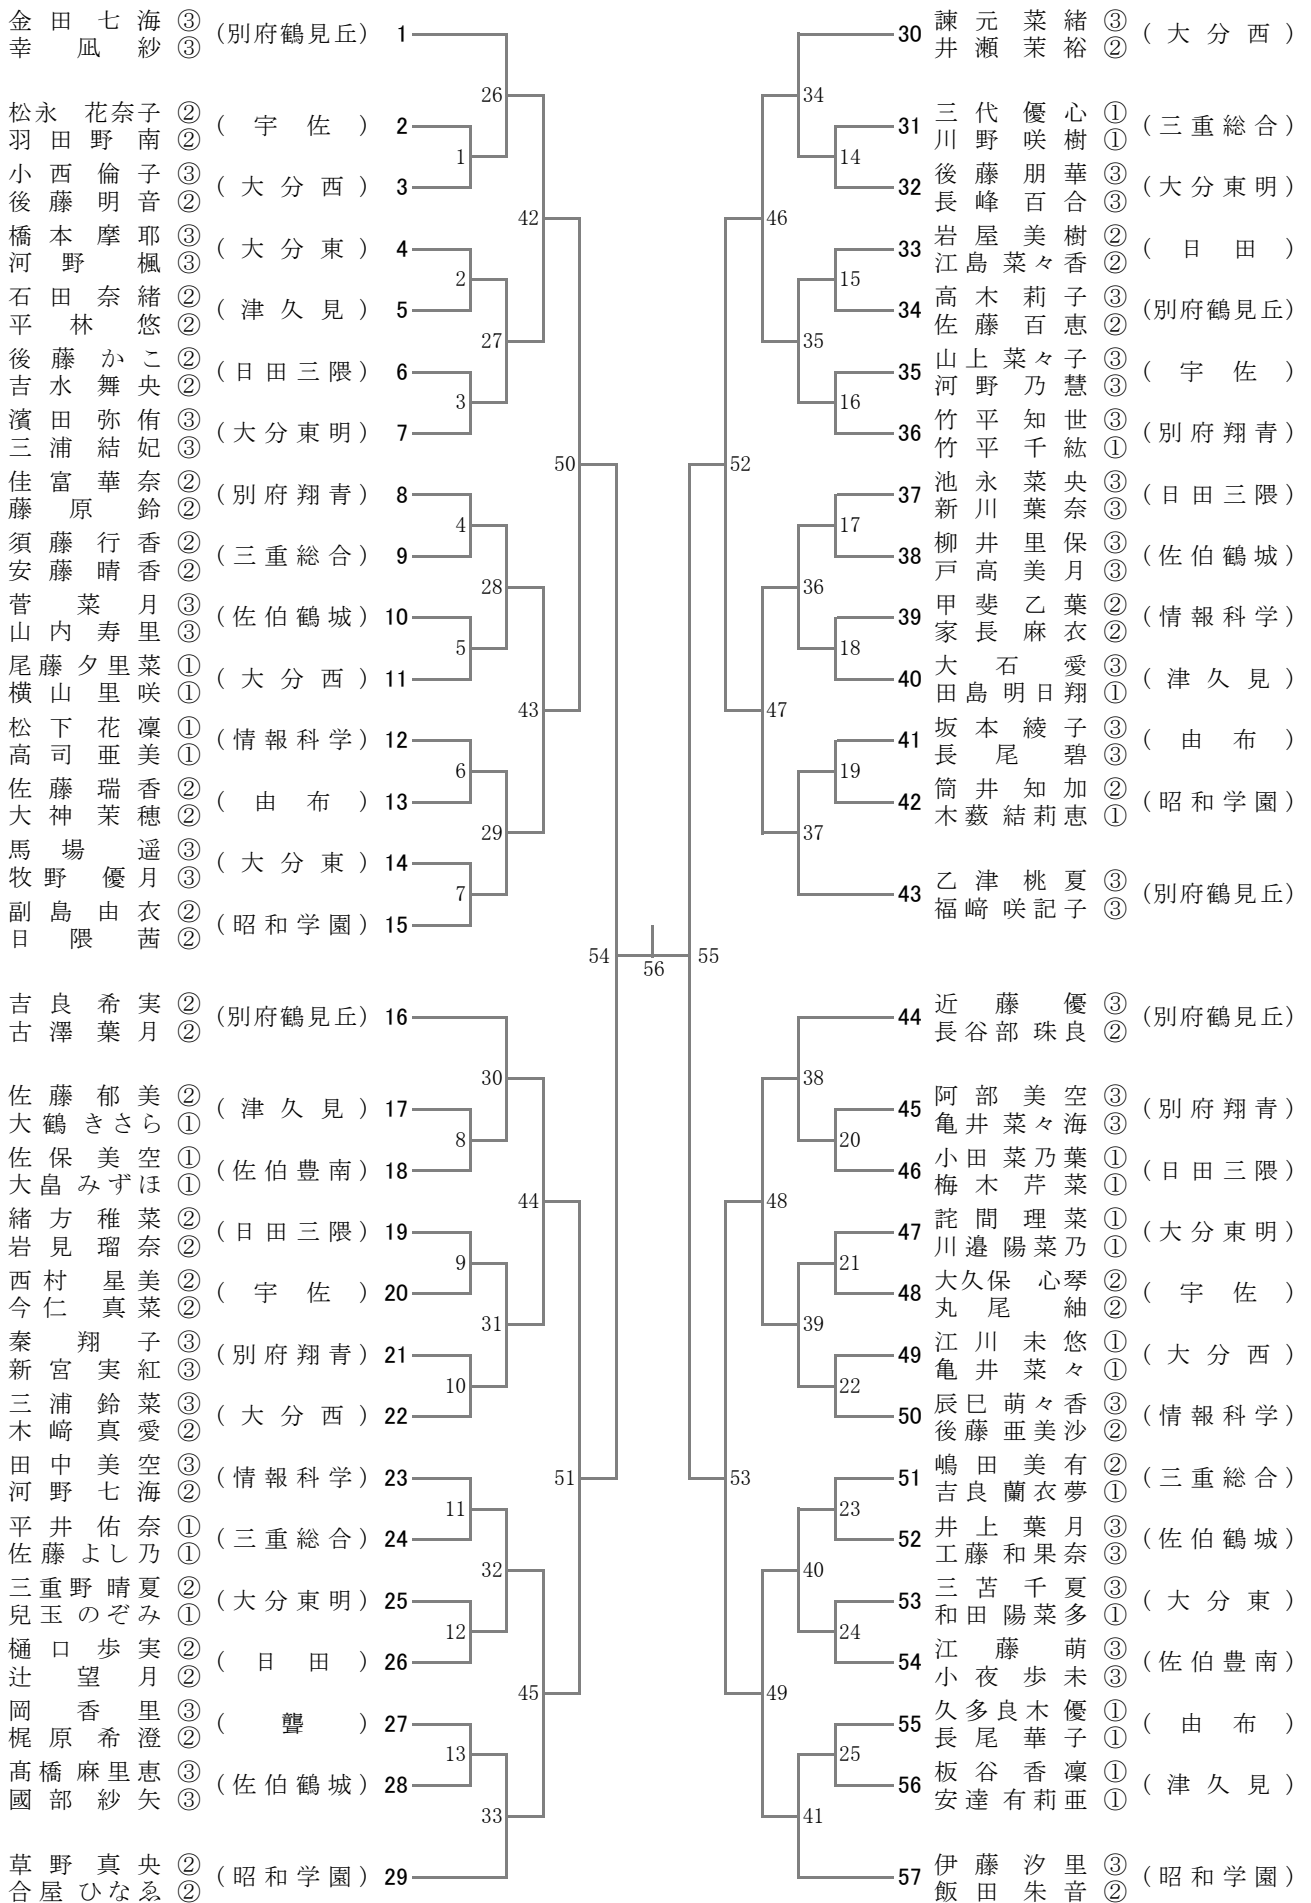 金田七海 ③
幸凪紗 ③
(別府鶴見丘) 1
松永 花奈子 ②
羽田野南 ②
(宇佐) 2
小西倫子 ③
後藤明音 ②
(大分西) 3
橋本摩耶 ③
河野楓 ③
(大分東) 4
石田奈緒 ②
平林悠 ②
(津久見) 5
後藤かこ ②
吉水舞央 ②
(日田三隈) 6
濱田弥侑 ③
三浦結妃 ③
(大分東明) 7
佳富華奈 ②
藤原鈴 ②
(別府翔青) 8
須藤行香 ②
安藤晴香 ②
(三重総合) 9
菅菜月 ③
山内寿里 ③
(佐伯鶴城) 10
尾藤夕里菜 ①
横山里咲 ①
(大分西) 11
松下花凜 ①
高司亜美 ①
(情報科学) 12
佐藤瑞香 ②
大神茉穂 ②
(由布) 13
馬場遥 ③
牧野優月 ③
(大分東) 14
副島由衣 ②
日隈茜 ②
(昭和学園) 15
吉良希実 ②
古澤葉月 ②
(別府鶴見丘) 16
佐藤郁美 ②
大鶴きさら ①
(津久見) 17
佐保美空 ①
大畠みずほ ①
(佐伯豊南) 18
緒方稚菜 ②
岩見瑠奈 ②
(日田三隈) 19
西村星美 ②
今仁真菜 ②
(宇佐) 20
秦翔子 ③
新宮実紅 ③
(別府翔青) 21
三浦鈴菜 ③
木﨑真愛 ②
(大分西) 22
田中美空 ③
河野七海 ②
(情報科学) 23
平井佑奈 ①
佐藤よし乃 ①
(三重総合) 24
三重野晴夏 ②
兒玉のぞみ ①
(大分東明) 25
樋口歩実 ②
辻望月 ②
(日田) 26
岡香里 ③
梶原希澄 ②
(聾) 27
髙橋麻里恵 ③
國部紗矢 ③
(佐伯鶴城) 28
草野真央 ②
合屋ひなゑ ②
(昭和学園) 29
26
1
42
2
27
3
50
4
28
5
43
6
29
7
54
30
8
44
9
31
10
51
11
32
12
45
13
33
56
55
34
14
46
15
35
16
52
17
36
18
47
19
37
38
20
48
21
39
22
53
23
40
24
49
25
41
30 諫元菜緒 ③
井瀬茉裕 ②
(大分西)
31 三代優心 ①
川野咲樹 ①
(三重総合)
32 後藤朋華 ③
長峰百合 ③
(大分東明)
33 岩屋美樹 ②
江島菜々香 ②
(日田)
34 高木莉子 ③
佐藤百恵 ②
(別府鶴見丘)
35 山上菜々子 ③
河野乃慧 ③
(宇佐)
36 竹平知世 ③
竹平千紘 ①
(別府翔青)
37 池永菜央 ③
新川葉奈 ③
(日田三隈)
38 柳井里保 ③
戸高美月 ③
(佐伯鶴城)
39 甲斐乙葉 ②
家長麻衣 ②
(情報科学)
40 大石愛 ③
田島明日翔 ①
(津久見)
41 坂本綾子 ③
長尾碧 ③
(由布)
42 筒井知加 ②
木薮結莉恵 ①
(昭和学園)
43 乙津桃夏 ③
福﨑咲記子 ③
(別府鶴見丘)
44 近藤優 ③
長谷部珠良 ②
(別府鶴見丘)
45 阿部美空 ③
亀井菜々海 ③
(別府翔青)
46 小田菜乃葉 ①
梅木芹菜 ①
(日田三隈)
47 詫間理菜 ①
川邉陽菜乃 ①
(大分東明)
48 大久保心琴 ②
丸尾紬 ②
(宇佐)
49 江川未悠 ①
亀井菜々 ①
(大分西)
50 辰巳萌々香 ③
後藤亜美沙 ②
(情報科学)
51 嶋田美有 ②
吉良蘭衣夢 ①
(三重総合)
52 井上葉月 ③
工藤和果奈 ③
(佐伯鶴城)
53 三苫千夏 ③
和田陽菜多 ①
(大分東)
54 江藤萌 ③
小夜歩未 ③
(佐伯豊南)
55 久多良木優 ①
長尾華子 ①
(由布)
56 板谷香凜 ①
安達有莉亜 ①
(津久見)
57 伊藤汐里 ③
飯田朱音 ②
(昭和学園)